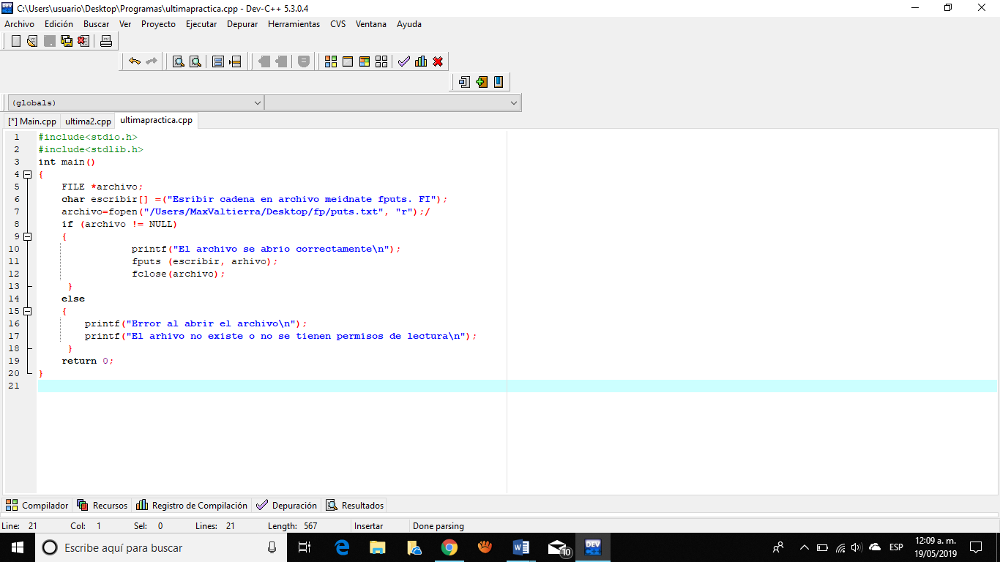 C:\Users\usuario\Desktop\Programas\ultimapractica.cpp - Dev-C++ 5.3.0.4
Archivo Edición Buscar Ver Proyecto Ejecutar Depurar Herramientas CVS Ventana Ayuda
(globals)
[*] Main.cpp ultima2.cpp ultimapractica.cpp
1 #include<stdio.h>
2 #include<stdlib.h>
3 int main()
4 {
5 FILE *archivo;
6 char escribir[] =("Esribir cadena en archivo meidnate fputs. FI");
7 archivo=fopen("/Users/MaxValtierra/Desktop/fp/puts.txt", "r");/
8 if (archivo != NULL)
9 {
10 printf("El archivo se abrio correctamente\n");
11 fputs (escribir, arhivo);
12 fclose(archivo);
13 }
14 else
15 {
16 printf("Error al abrir el archivo\n");
17 printf("El arhivo no existe o no se tienen permisos de lectura\n");
18 }
19 return 0;
20 }
21
Compilador Recursos Registro de Compilación Depuración Resultados
Line: 21 Col: 1 Sel: 0 Lines: 21 Length: 567 Insertar Done parsing
Escribe aquí para buscar
10
DEV
ESP
12:09 a. m.
19/05/2019